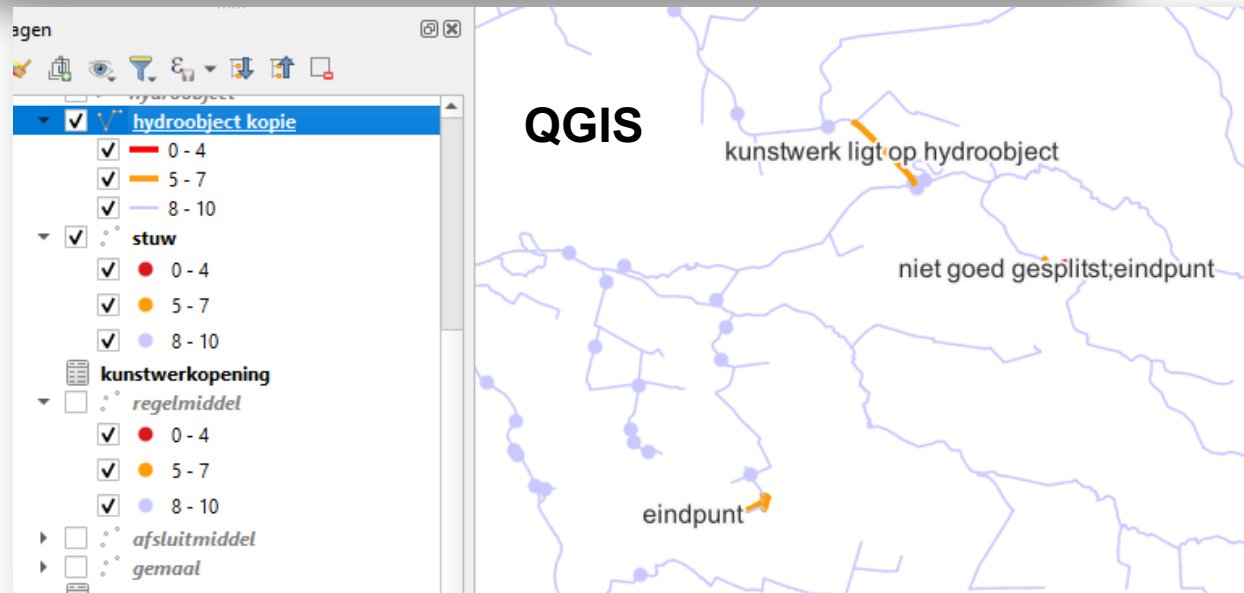 agen
hydroobject
hydroobject kopie
0 - 4
5 - 7
8 - 10
stuw
0 - 4
5 - 7
8 - 10
kunstwerkopening
regelmiddel
0 - 4
5 - 7
8 - 10
afsluitmiddel
gemaal
QGIS
kunstwerk ligt op hydroobject
niet goed gesplitst;eindpunt
eindpunt